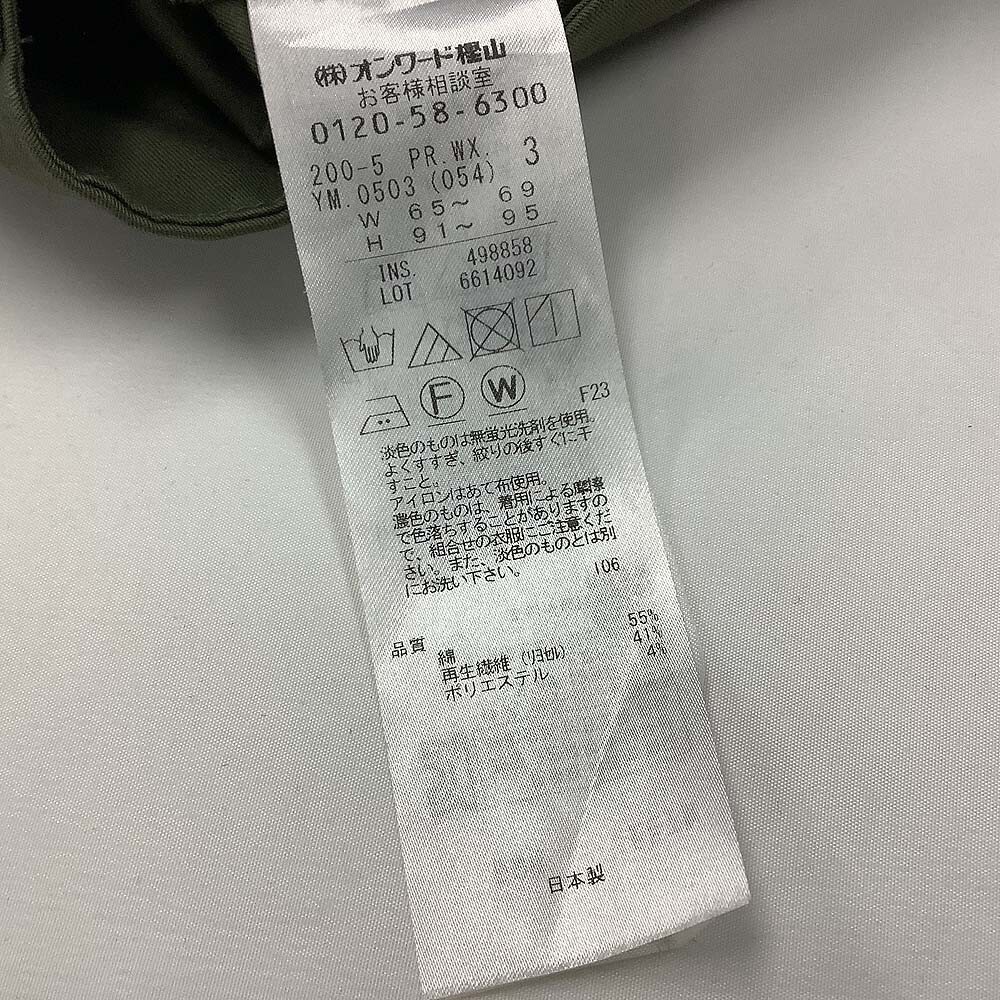 (株)オンワード樫山
お客様相談室
0120-58-6300
200-5 PR.WX. 3
YM.0503 (054)
W 65～ 69
H 91～ 95
INS. 498858
LOT 6614092
F W
F23
淡色のものは無蛍光洗剤を使用。
よくすすぎ、絞りの後すぐに干
すこと。
アイロンはあて布使用。
濃色のものは、着用による摩擦
で色落ちすることがありますの
で、組合せの衣服にご注意くだ
さい。また、淡色のものとは別
にお洗い下さい。
106
品質 綿 55%
再生繊維 (リヨセル) 41%
ポリエステル 4%
日本製